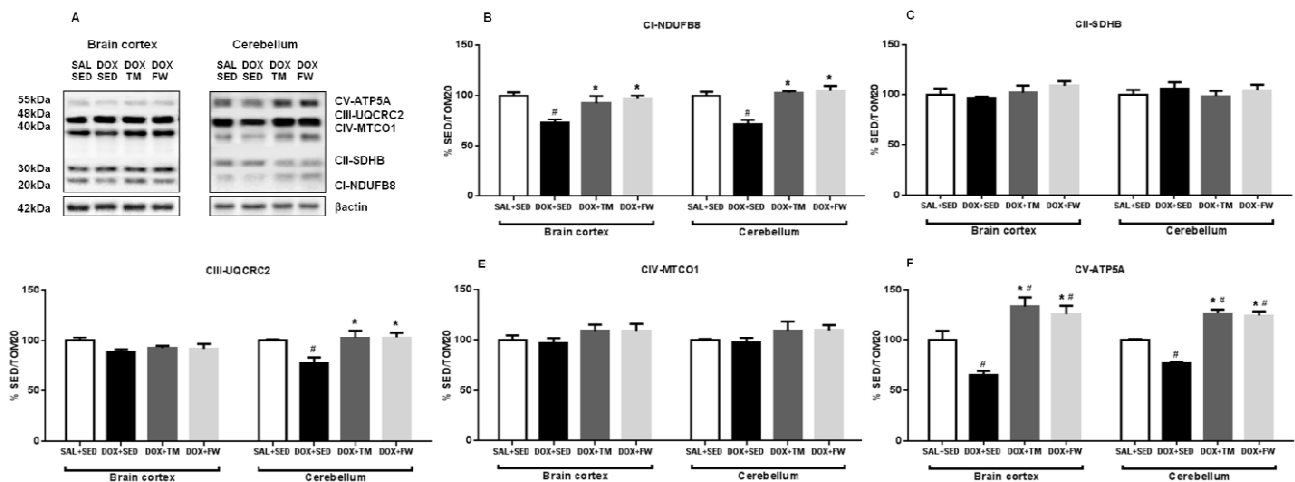 A
Brain cortex
Cerebellum
SAL DOX DOX DOX
SED SED TM FW
SAL DOX DOX DOX
SED SED TM FW
55kDa
48kDa
40kDa
30kDa
20kDa
42kDa
CV-ATP5A
CIII-UQCRC2
CIV-MTCO1
CII-SDHB
CI-NDUFB8
βactin
B
CI-NDUFB8
% SED/TOM20
150
100
50
0
# * * # * *
SAL+SED DOX+SED DOX+TM DOX+FW SAL+SED DOX+SED DOX+TM DOX+FW
Brain cortex Cerebellum
C
CII-SDHB
% SED/TOM20
150
100
50
0
SAL+SED DOX+SED DOX+TM DOX+FW SAL+SED DOX+SED DOX+TM DOX+FW
Brain cortex Cerebellum
CIII-UQCRC2
% SED/TOM20
150
100
50
0
# * *
SAL+SED DOX+SED DOX+TM DOX+FW SAL+SED DOX+SED DOX+TM DOX+FW
Brain cortex Cerebellum
E
CIV-MTCO1
% SED/TOM20
150
100
50
0
SAL+SED DOX+SED DOX+TM DOX+FW SAL+SED DOX+SED DOX+TM DOX+FW
Brain cortex Cerebellum
F
CV-ATP5A
% SED/TOM20
150
100
50
0
# * # * # # * # * #
SAL+SED DOX+SED DOX+TM DOX+FW SAL+SED DOX+SED DOX+TM DOX+FW
Brain cortex Cerebellum